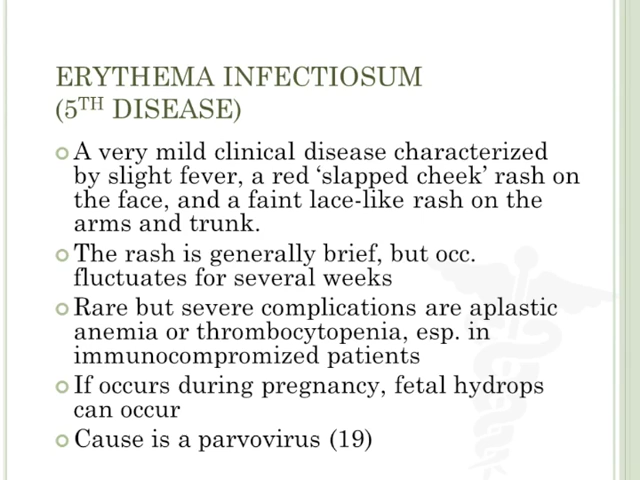 ERYTHEMA INFECTIOSUM
(5TH DISEASE)
A very mild clinical disease characterized
by slight fever, a red ‘slapped cheek’ rash on
the face, and a faint lace-like rash on the
arms and trunk.
The rash is generally brief, but occ.
fluctuates for several weeks
Rare but severe complications are aplastic
anemia or thrombocytopenia, esp. in
immunocompromized patients
If occurs during pregnancy, fetal hydrops
can occur
Cause is a parvovirus (19)